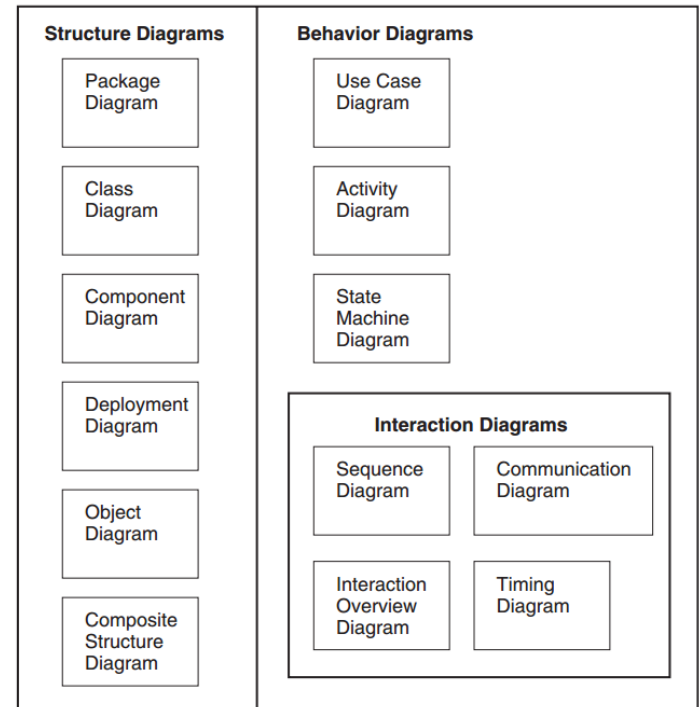 Structure Diagrams
Package
Diagram
Class
Diagram
Component
Diagram
Deployment
Diagram
Object
Diagram
Composite
Structure
Diagram
Behavior Diagrams
Use Case
Diagram
Activity
Diagram
State
Machine
Diagram
Interaction Diagrams
Sequence
Diagram
Communication
Diagram
Interaction
Overview
Diagram
Timing
Diagram